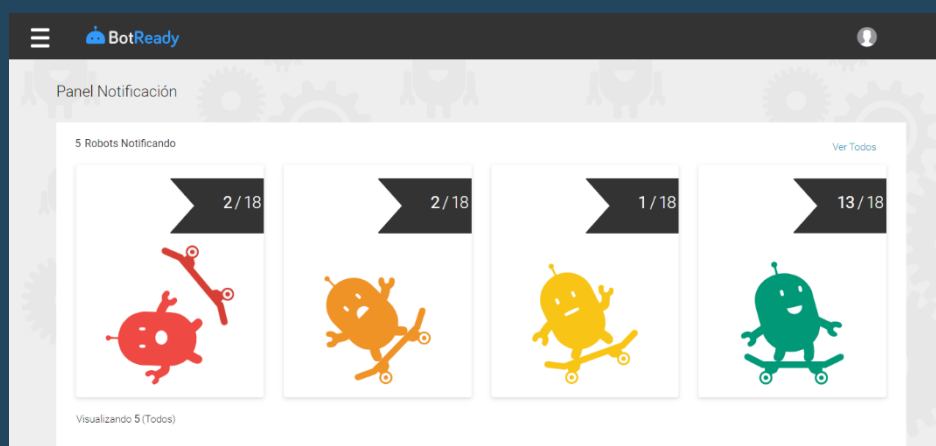 BotReady
Panel Notificación
5 Robots Notificando
Ver Todos
2/18
2/18
1/18
13/18
Visualizando 5 (Todos)